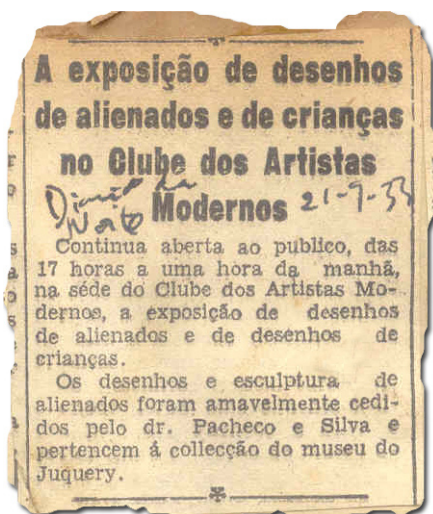 A exposição de desenhos
de alienados e de crianças
no Clube dos Artistas
Diario da
Noite
Modernos 21-9-33
Continua aberta ao publico, das
17 horas a uma hora da manhã,
na séde do Clube dos Artistas Mo-
dernos, a exposição de desenhos
de alienados e de desenhos de
crianças.
Os desenhos e esculptura de
alienados foram amavelmente cedi-
dos pelo dr. Pacheco e Silva e
pertencem á collecção do museu do
Juquery.